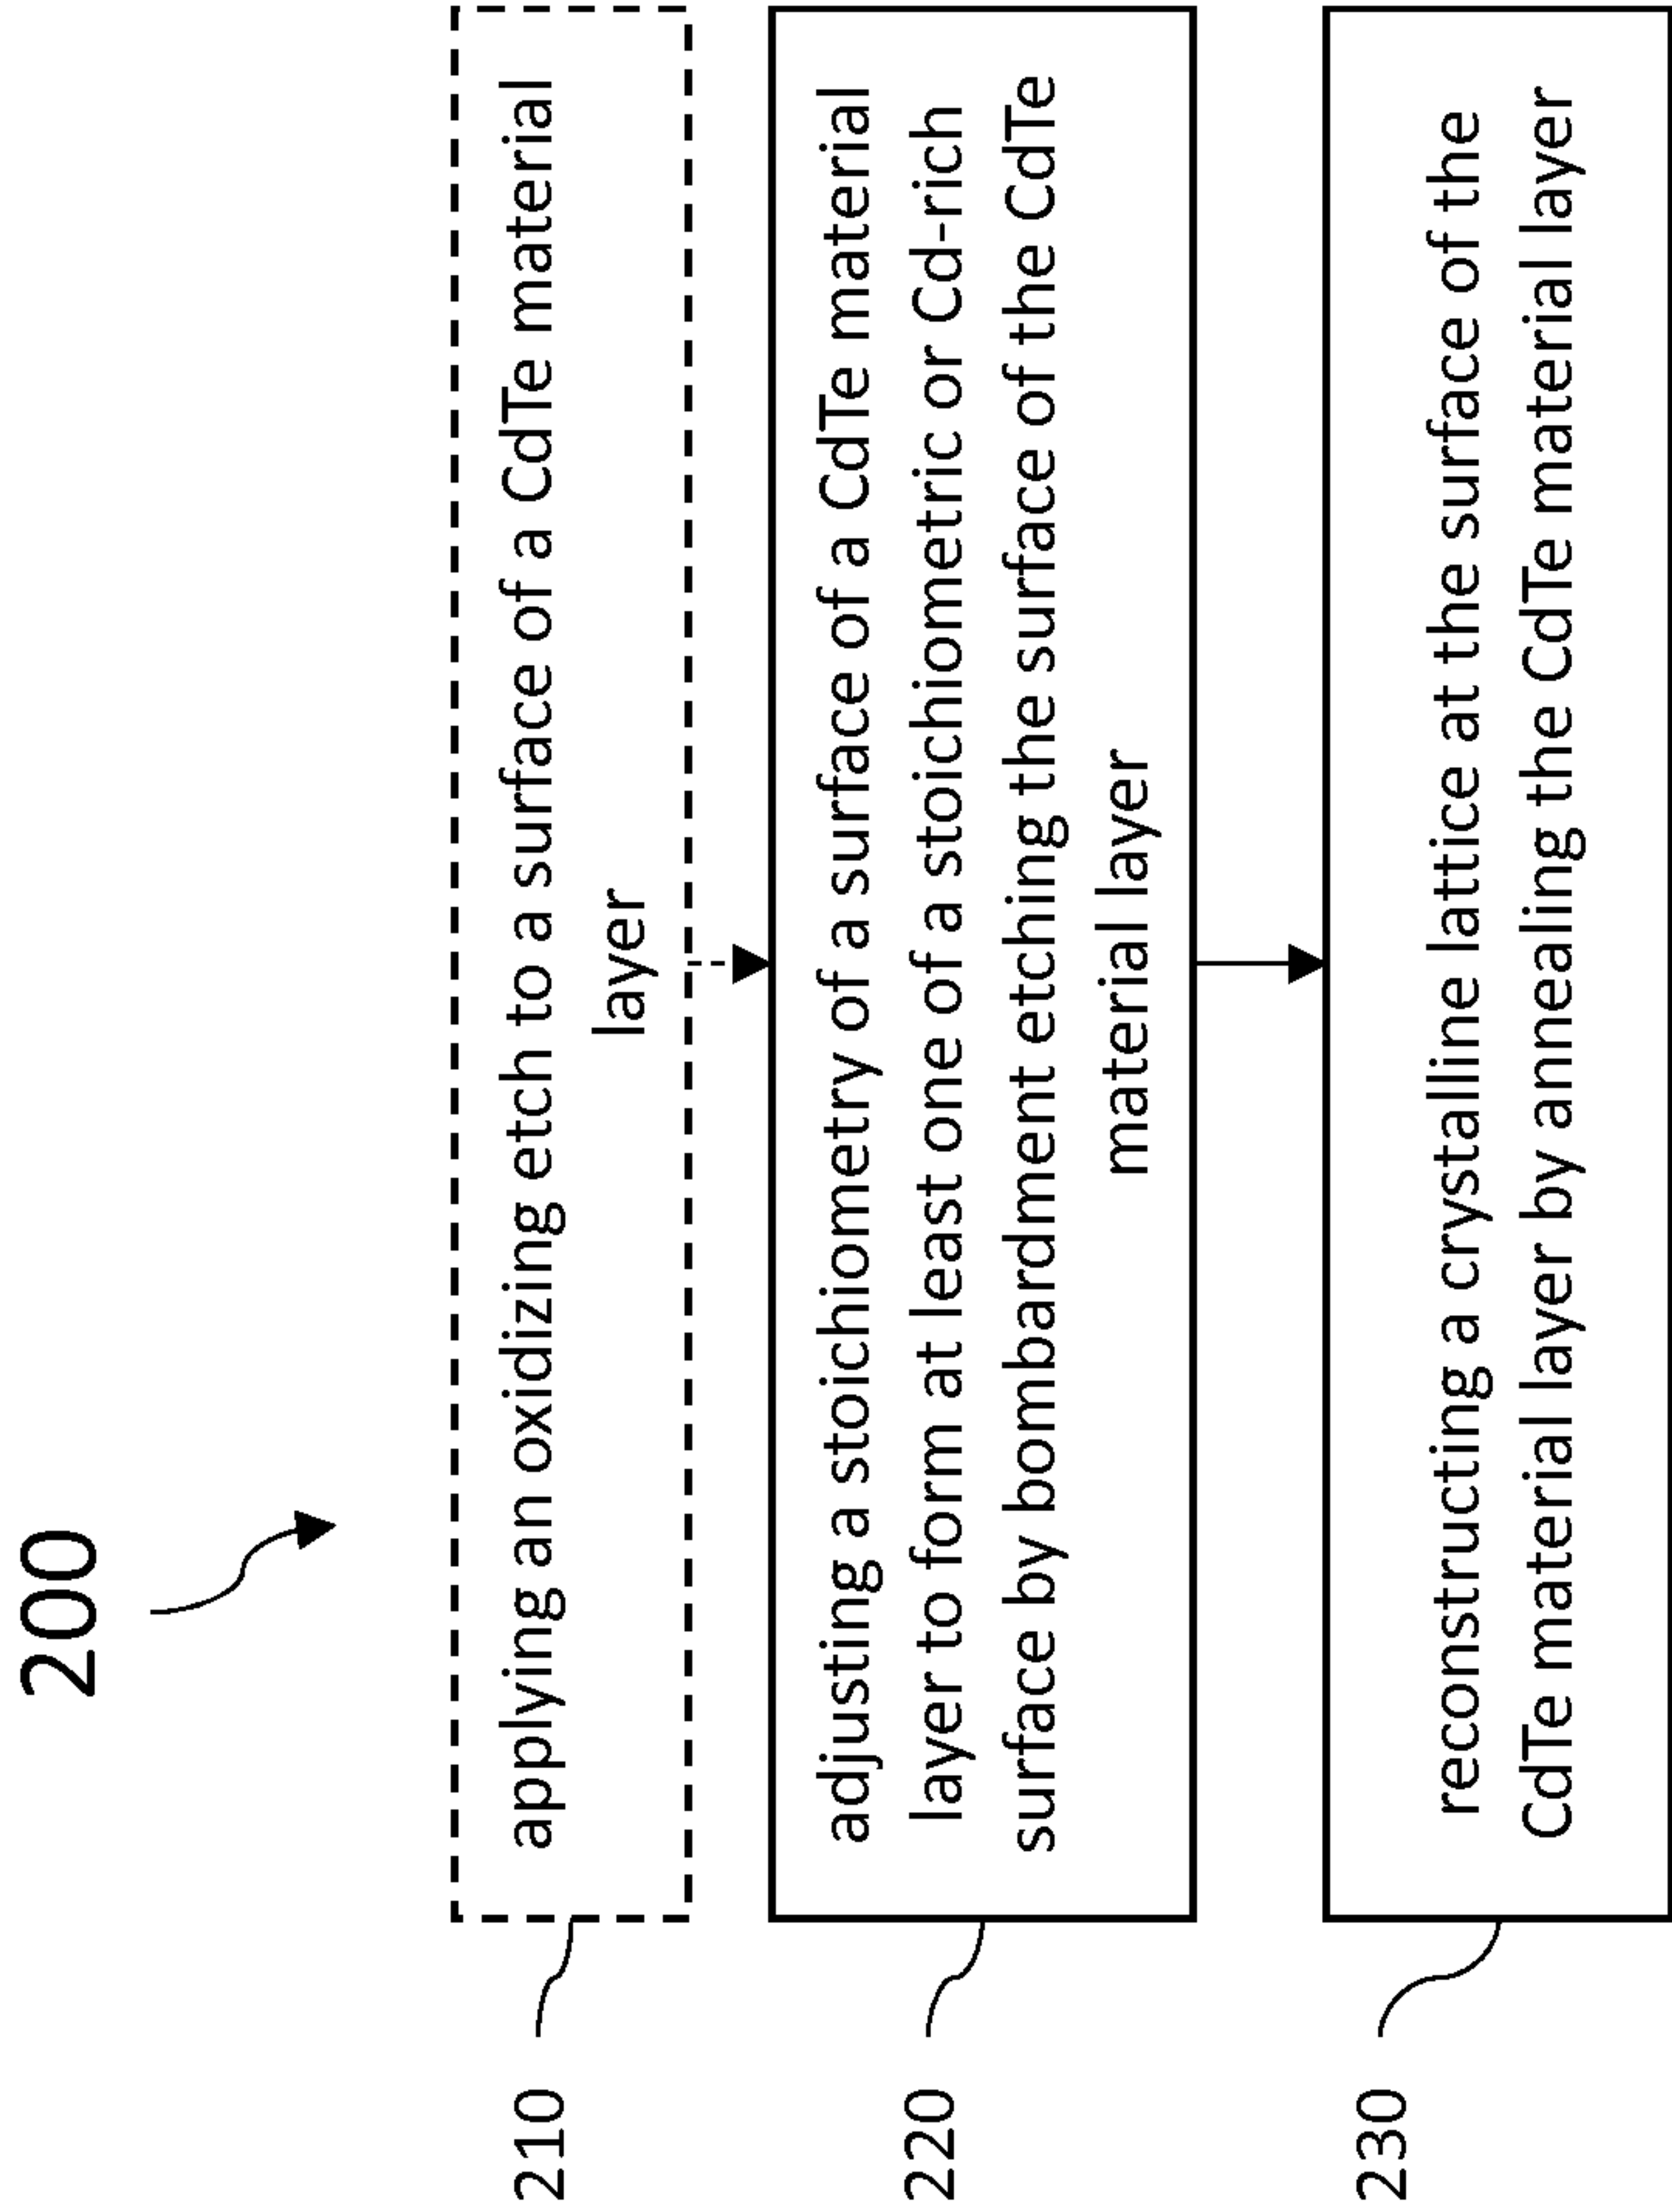 200
210
applying an oxidizing etch to a surface of a CdTe material
layer
220
adjusting a stoichiometry of a surface of a CdTe material
layer to form at least one of a stoichiometric or Cd-rich
surface by bombardment etching the surface of the CdTe
material layer
230
reconstructing a crystalline lattice at the surface of the
CdTe material layer by annealing the CdTe material layer